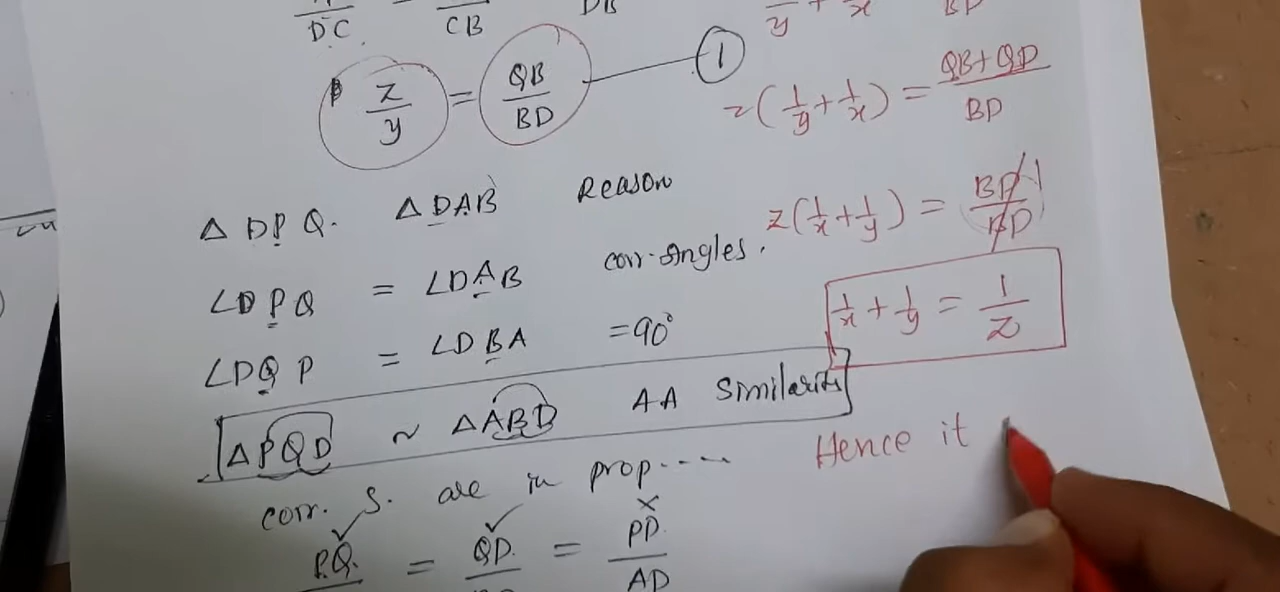 DC CB DB
z/y = QB/BD ①
Δ DPQ. Δ DAB Reason
∠DPQ = ∠DAB corr. angles.
∠DQP = ∠DBA = 90°
Δ PQD ~ Δ ABD AA Similarity
corr. S. are in prop.....
PQ. = QD. = PD.
AD
y + x BD
z(1/y + 1/x) = QB+QD/BD
z(1/x + 1/y) = BD/BD 1
1/x + 1/y = 1/z
Hence it